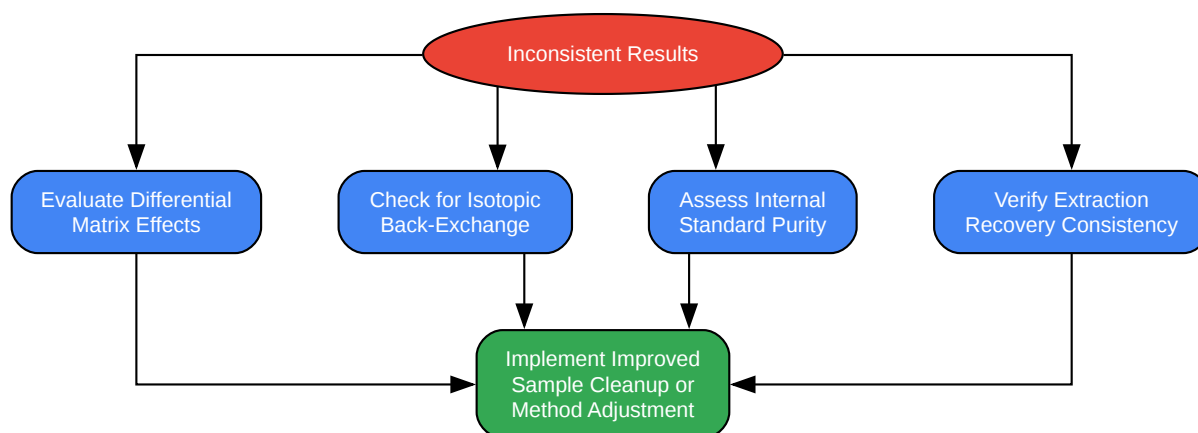 Inconsistent Results
Evaluate Differential
Matrix Effects
Check for Isotopic
Back-Exchange
Assess Internal
Standard Purity
Verify Extraction
Recovery Consistency
Implement Improved
Sample Cleanup or
Method Adjustment